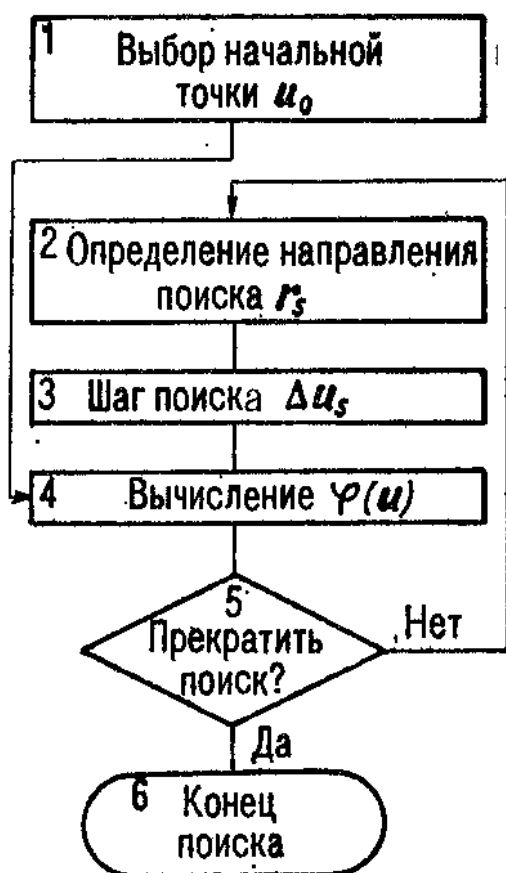 1 Выбор начальной
точки u₀
2 Определение направления
поиска rₛ
3 Шаг поиска Δuₛ
4 Вычисление φ(u)
5
Прекратить
поиск?
Нет
Да
6 Конец
поиска